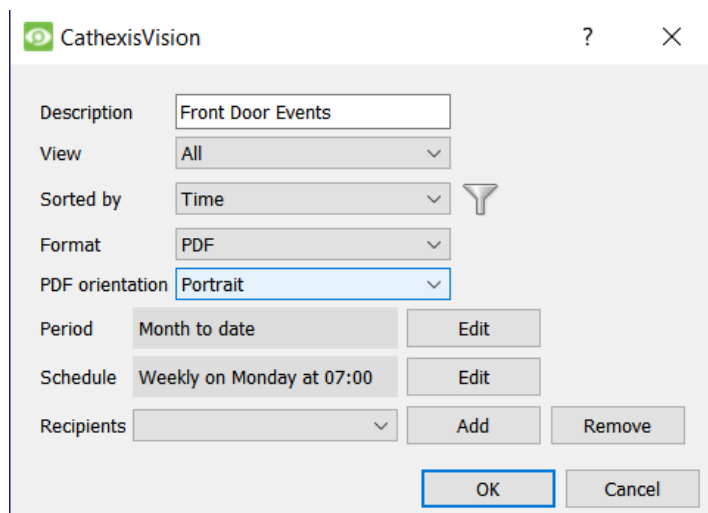 CathexisVision ?
Description Front Door Events
View All
Sorted by Time
Format PDF
PDF orientation Portrait
Period Month to date Edit
Schedule Weekly on Monday at 07:00 Edit
Recipients Add Remove
OK Cancel